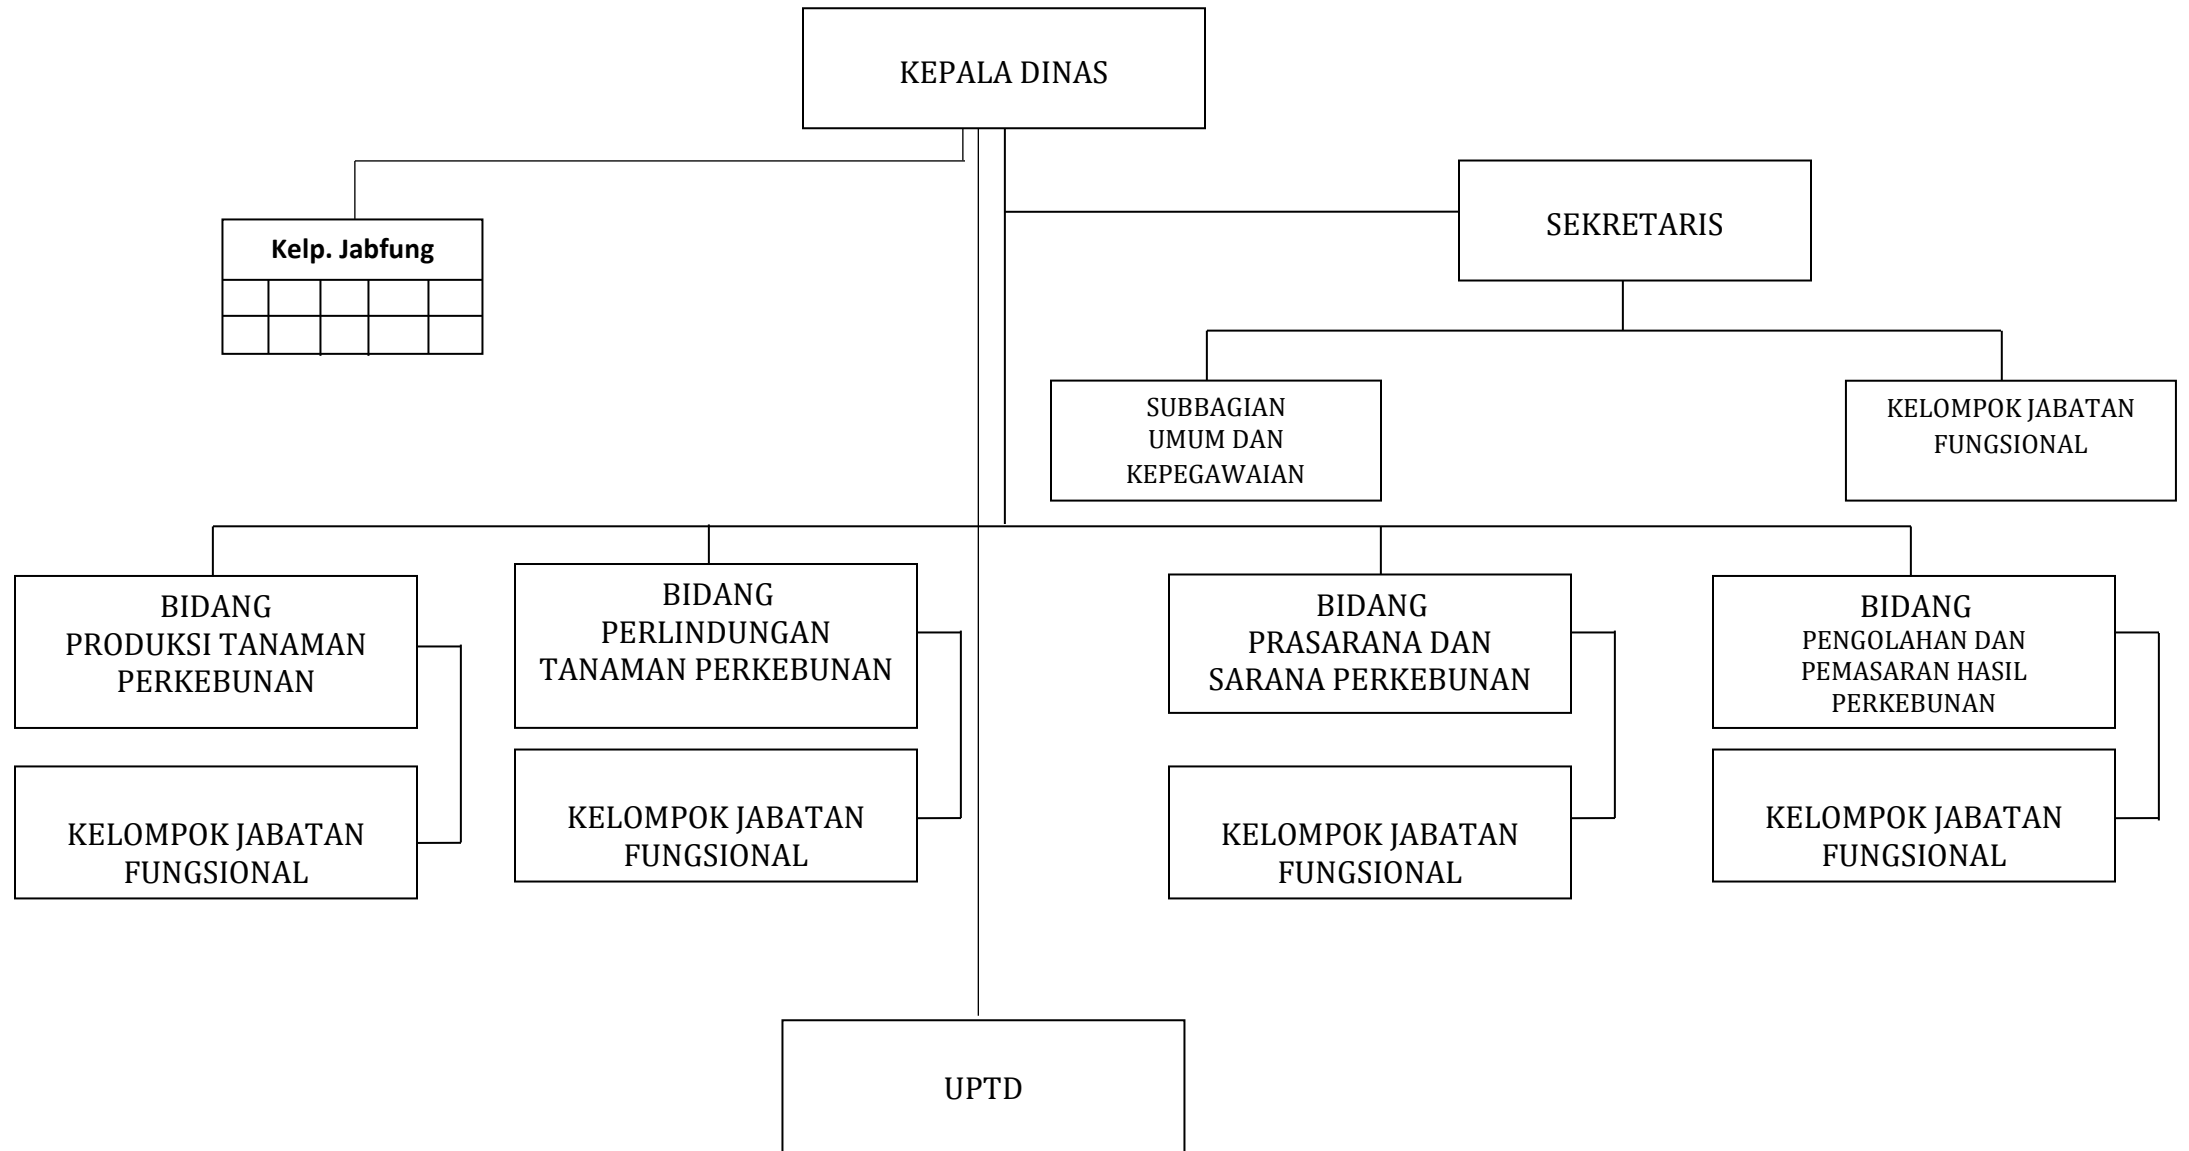 KEPALA DINAS
SEKRETARIS
Kelp. Jabfung
SUBBAGIAN
UMUM DAN
KEPEGAWAIAN
KELOMPOK JABATAN
FUNGSIONAL
BIDANG
PRODUKSI TANAMAN
PERKEBUNAN
BIDANG
PERLINDUNGAN
TANAMAN PERKEBUNAN
BIDANG
PRASARANA DAN
SARANA PERKEBUNAN
BIDANG
PENGOLAHAN DAN
PEMASARAN HASIL
PERKEBUNAN
KELOMPOK JABATAN
FUNGSIONAL
KELOMPOK JABATAN
FUNGSIONAL
KELOMPOK JABATAN
FUNGSIONAL
KELOMPOK JABATAN
FUNGSIONAL
UPTD